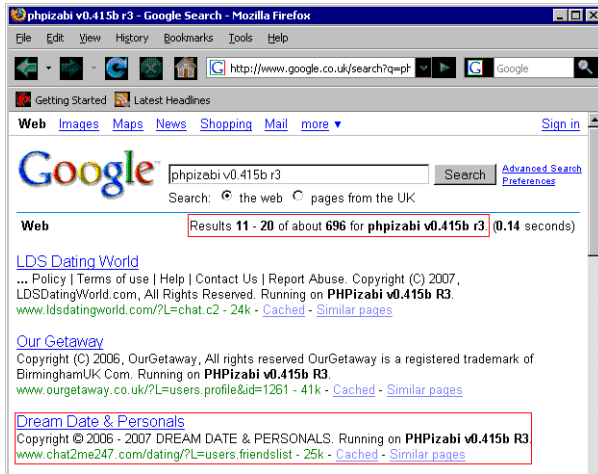 phpizabi v0.415b r3 - Google Search - Mozilla Firefox
File Edit View History Bookmarks Tools Help
http://www.google.co.uk/search?q=ph Google
Getting Started Latest Headlines
Web Images Maps News Shopping Mail more ▼ Sign in
Google phpizabi v0.415b r3 Search Advanced Search
Preferences
Search: the web pages from the UK
Web Results 11 - 20 of about 696 for phpizabi v0.415b r3. (0.14 seconds)
LDS Dating World
... Policy | Terms of use | Help | Contact Us | Report Abuse. Copyright (C) 2007,
LDSDatingWorld.com, All Rights Reserved. Running on PHPizabi v0.415b R3.
www.ldsdatingworld.com/?L=chat.c2 - 24k - Cached - Similar pages
Our Getaway
Copyright (C) 2006, OurGetaway, All rights reserved OurGetaway is a registered trademark of
BirminghamUK Com. Running on PHPizabi v0.415b R3.
www.ourgetaway.co.uk/?L=users.profile&id=1261 - 41k - Cached - Similar pages
Dream Date & Personals
Copyright © 2006 - 2007 DREAM DATE & PERSONALS. Running on PHPizabi v0.415b R3.
www.chat2me247.com/dating/?L=users.friendslist - 25k - Cached - Similar pages